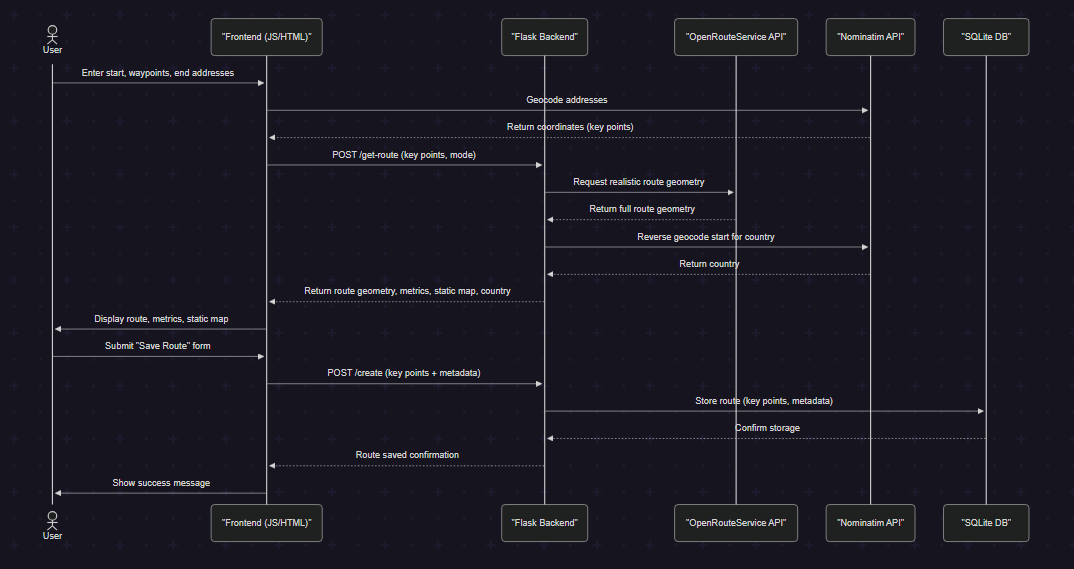 User
"Frontend (JS/HTML)"
"Flask Backend"
"OpenRouteService API"
"Nominatim API"
"SQLite DB"
Enter start, waypoints, end addresses
Geocode addresses
Return coordinates (key points)
POST /get-route (key points, mode)
Request realistic route geometry
Return full route geometry
Reverse geocode start for country
Return country
Return route geometry, metrics, static map, country
Display route, metrics, static map
Submit "Save Route" form
POST /create (key points + metadata)
Store route (key points, metadata)
Confirm storage
Route saved confirmation
Show success message
User
"Frontend (JS/HTML)"
"Flask Backend"
"OpenRouteService API"
"Nominatim API"
"SQLite DB"